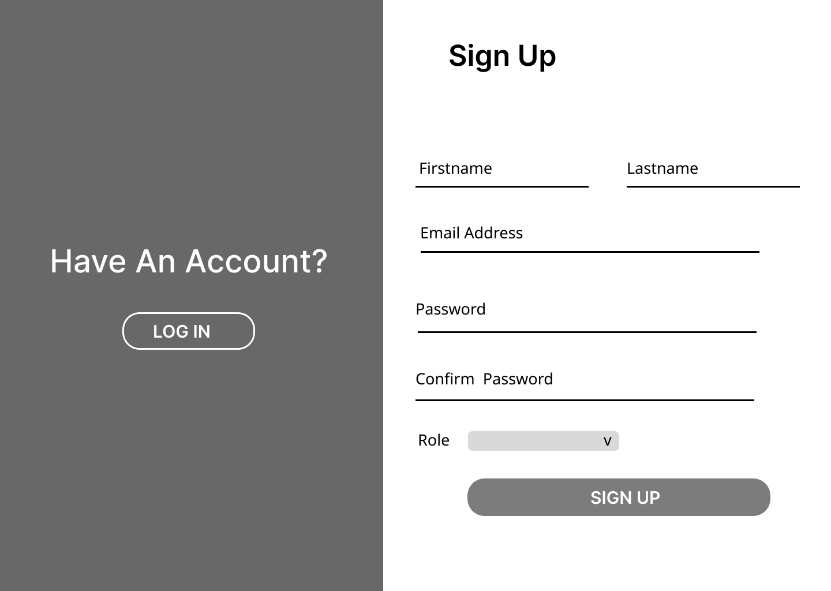 Have An Account?
LOG IN
Sign Up
Firstname
Lastname
Email Address
Password
Confirm  Password
Role
v
SIGN UP